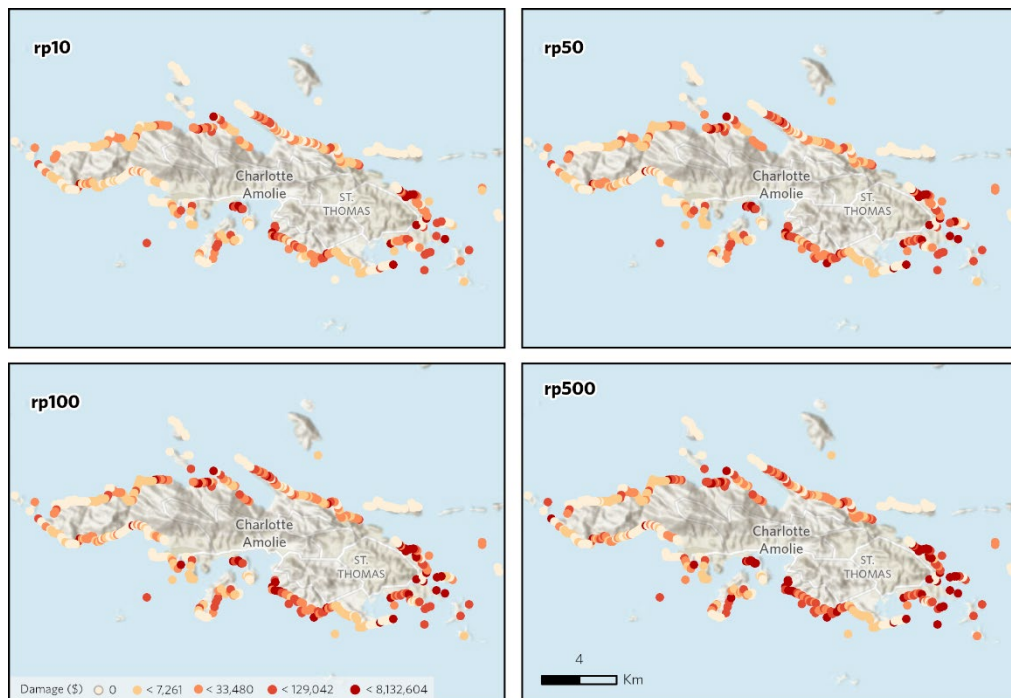 rp10
Charlotte
Amolie
ST.
THOMAS
rp50
Charlotte
Amolie
ST.
THOMAS
rp100
Charlotte
Amolie
ST.
THOMAS
Damage ($) 0 < 7,261 < 33,480 < 129,042 < 8,132,604
rp500
Charlotte
Amolie
ST.
THOMAS
4
Km